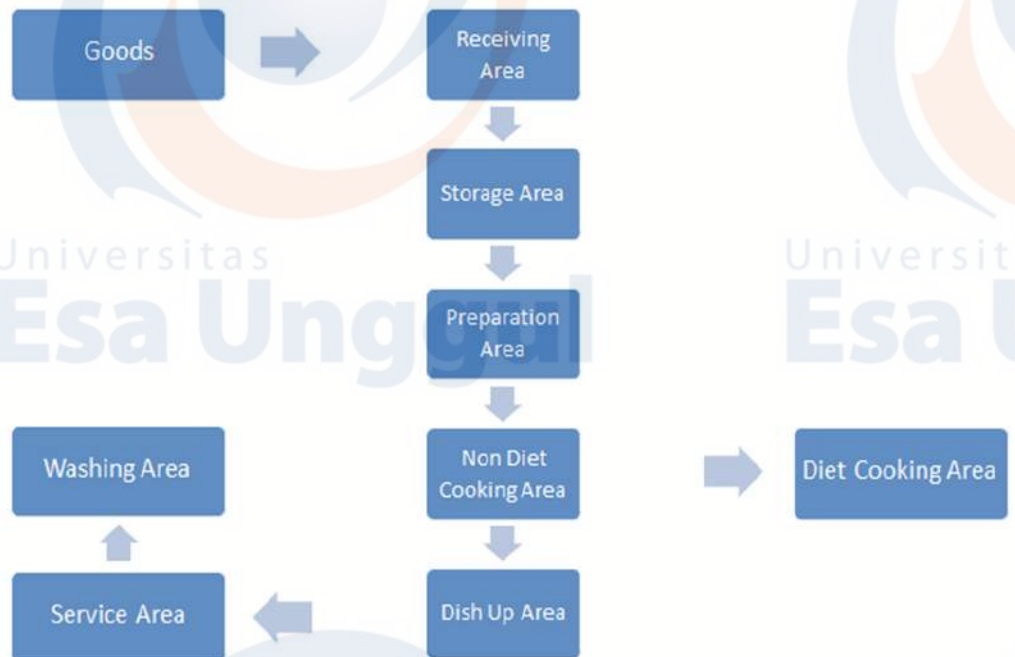 Goods
Receiving
Area
Storage Area
Universitas
Esa Unggul
Universit
Esa U
Preparation
Area
Washing Area
Non Diet
Cooking Area
Diet Cooking Area
Service Area
Dish Up Area